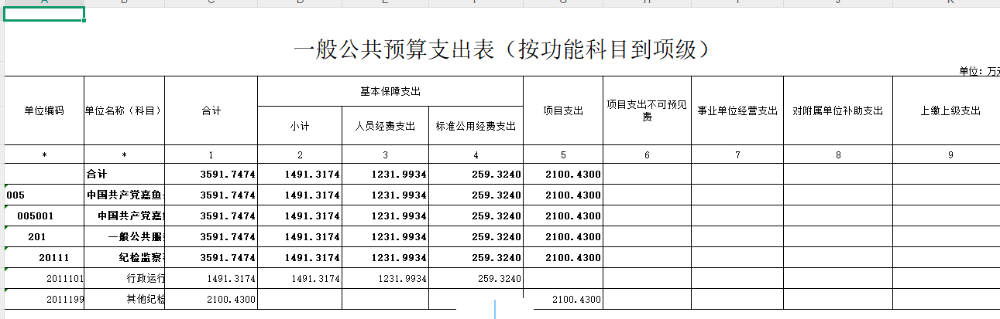 A B C D E F G H I J K
一般公共预算支出表（按功能科目到项级）
单位：万元
单位编码 单位名称（科目） 合计 基本保障支出 项目支出 项目支出不可预见费 事业单位经营支出 对附属单位补助支出 上缴上级支出
小计 人员经费支出 标准公用经费支出
* * 1 2 3 4 5 6 7 8 9
合计 3591.7474 1491.3174 1231.9934 259.3240 2100.4300
005 中国共产党嘉鱼 3591.7474 1491.3174 1231.9934 259.3240 2100.4300
005001 中国共产党嘉 3591.7474 1491.3174 1231.9934 259.3240 2100.4300
201 一般公共服 3591.7474 1491.3174 1231.9934 259.3240 2100.4300
20111 纪检监察 3591.7474 1491.3174 1231.9934 259.3240 2100.4300
2011101 行政运行 1491.3174 1491.3174 1231.9934 259.3240
2011199 其他纪检 2100.4300 2100.4300